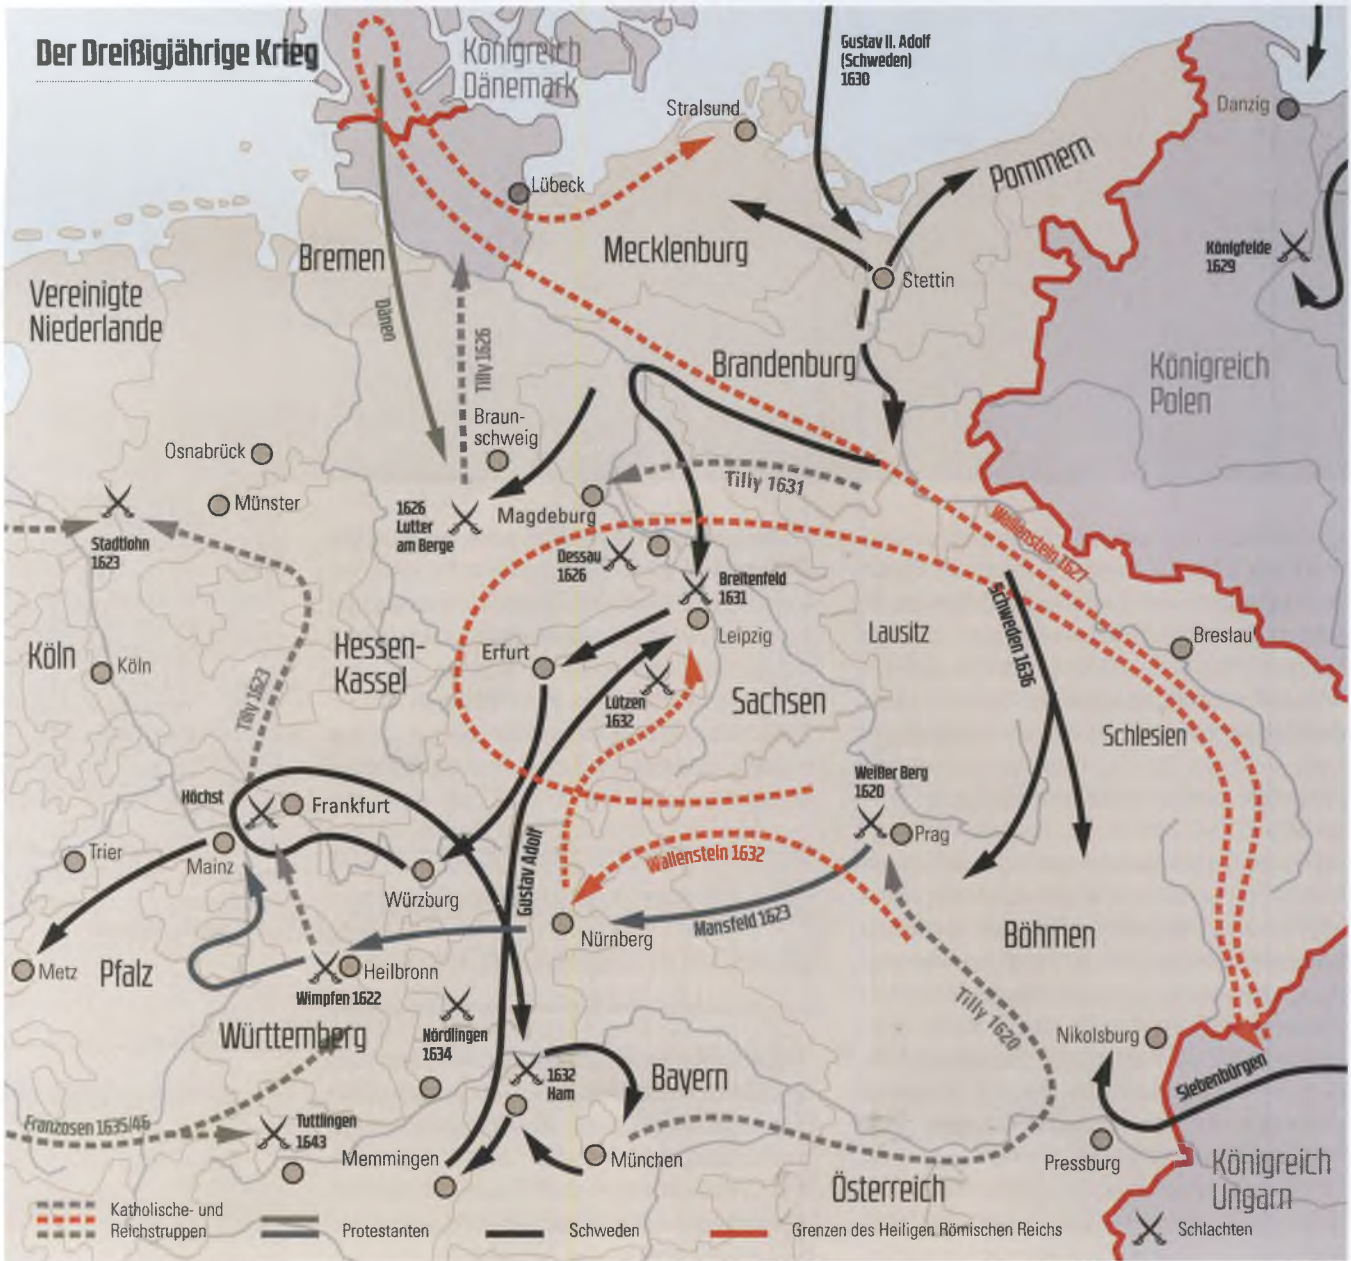 Der Dreißigjährige Krieg
Königreich
Dänemark
Gustav II. Adolf
(Schweden)
1630
Stralsund
Danzig
Pommern
Lübeck
Bremen
Mecklenburg
Königfelde
1629
Stettin
Vereinigte
Niederlande
Dänen
Tilly 1626
Brandenburg
Königreich
Polen
Braun-
schweig
Osnabrück
Münster
1626
Lutter
am Berge
Magdeburg
Tilly 1631
Wallenstein 1627
Stadtlohn
1623
Dessau
1626
Breitenfeld
1631
Schweden 1636
Leipzig
Lausitz
Breslau
Köln
Köln
Hessen-
Kassel
Erfurt
Tilly 1623
Lützen
1632
Sachsen
Schlesien
Weißer Berg
1620
Höchst
Frankfurt
Prag
Trier
Mainz
Wallenstein 1632
Gustav Adolf
Würzburg
Mansfeld 1623
Nürnberg
Böhmen
Metz
Pfalz
Heilbronn
Wimpfen 1622
Tilly 1620
Württemberg
Nördlingen
1634
Nikolsburg
1632
Ham
Bayern
Siebenbürgen
Franzosen 1635/46
Tuttlingen
1643
Memmingen
München
Pressburg
Österreich
Königreich
Ungarn
Katholische- und
Reichstruppen
Protestanten
Schweden
Grenzen des Heiligen Römischen Reichs
Schlachten